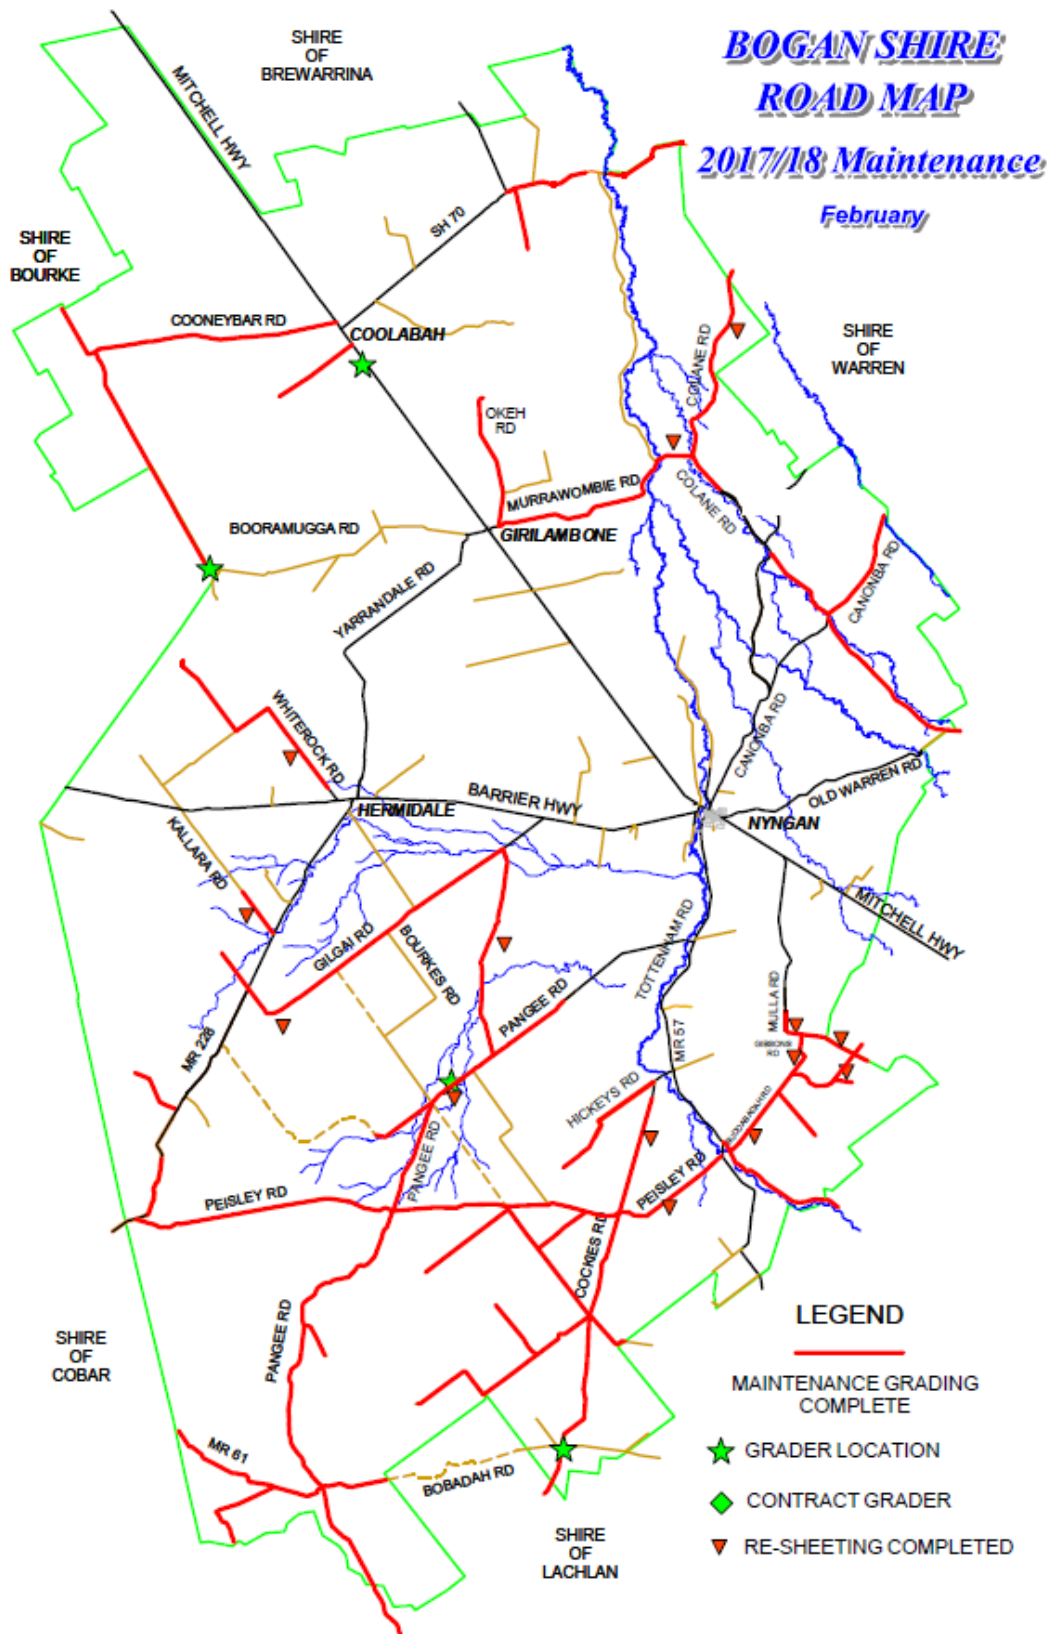 BOGAN SHIRE
ROAD MAP
2017/18 Maintenance
February
SHIRE
OF
BREWARRINA
MITCHELL HWY
SH 70
SHIRE
OF
BOURKE
COONEYBAR RD
COOLABAH
SHIRE
OF
WARREN
COLANE RD
OKEH
RD
MURRAWOMBIE RD
COLANE RD
BOORAMUGGA RD
GIRILAMBONE
YARRANDALE RD
CANONBA RD
WHITEROCK RD
CANONBA RD
OLD WARREN RD
BARRIER HWY
HERMIDALE
NYNGAN
KALLARA RD
MITCHELL HWY
GILGAI RD
BOURKES RD
TOTTENHAM RD
PANGEE RD
MULLA RD
MR 228
MR 57
GIBBONS
RD
HICKEYS RD
PANGEE RD
PEISLEY RD
PEISLEY RD
COCKIES RD
PANGEE RD
SHIRE
OF
COBAR
MR 61
BOBADAH RD
SHIRE
OF
LACHLAN
LEGEND
MAINTENANCE GRADING
COMPLETE
GRADER LOCATION
CONTRACT GRADER
RE-SHEETING COMPLETED